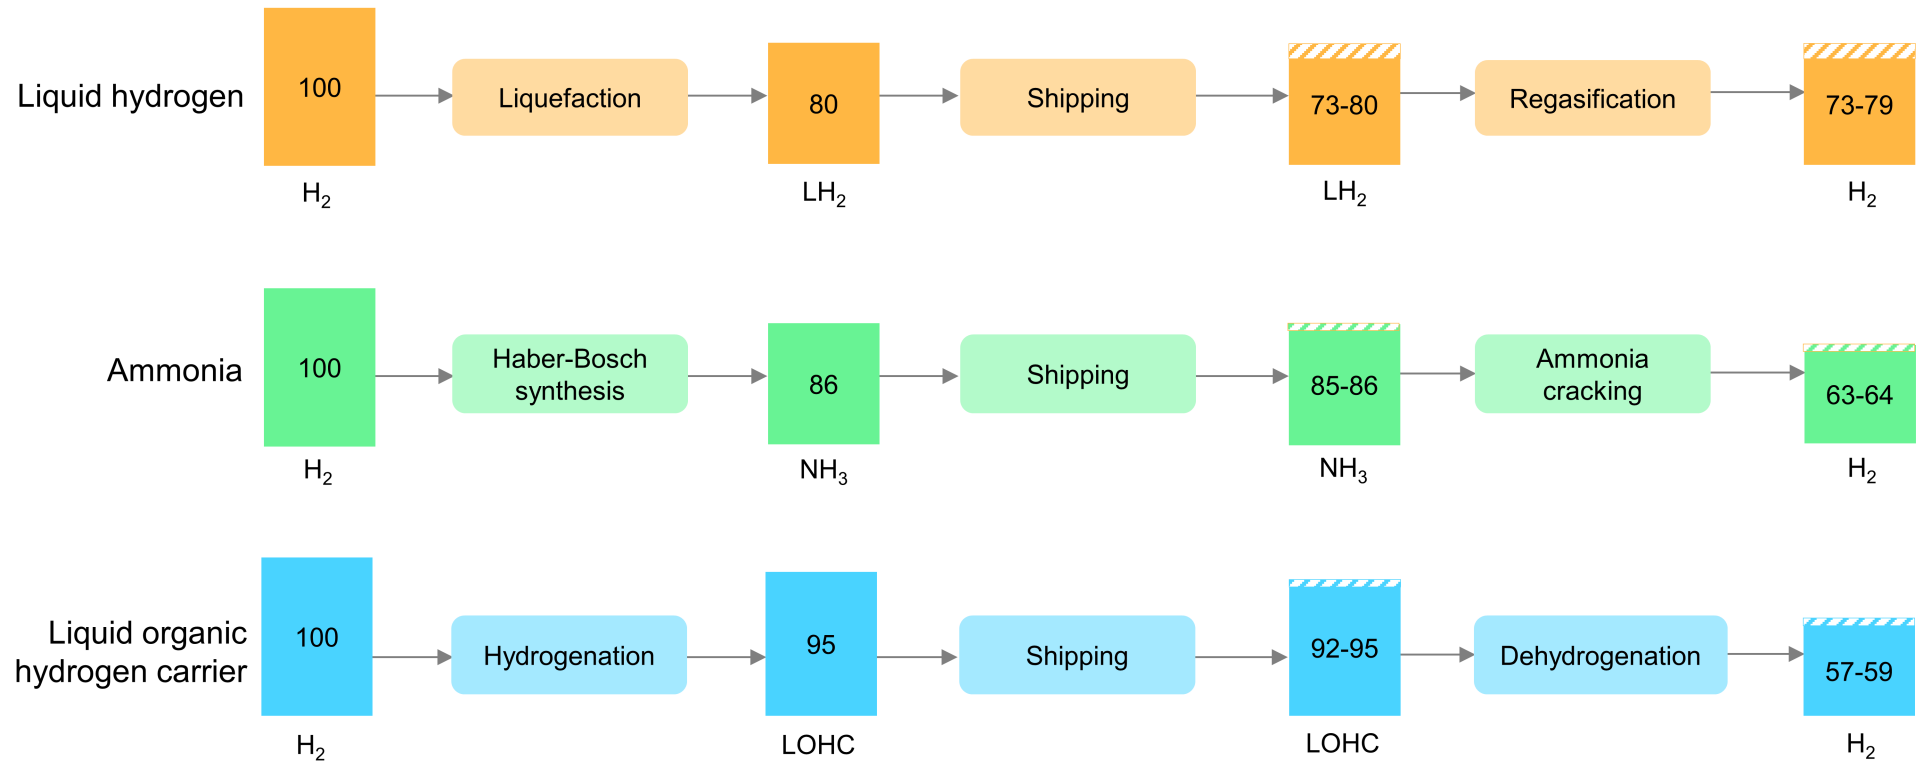 Liquid hydrogen
100
H₂
Liquefaction
80
LH₂
Shipping
73-80
LH₂
Regasification
73-79
H₂
Ammonia
100
H₂
Haber-Bosch
synthesis
86
NH₃
Shipping
85-86
NH₃
Ammonia
cracking
63-64
H₂
Liquid organic
hydrogen carrier
100
H₂
Hydrogenation
95
LOHC
Shipping
92-95
LOHC
Dehydrogenation
57-59
H₂